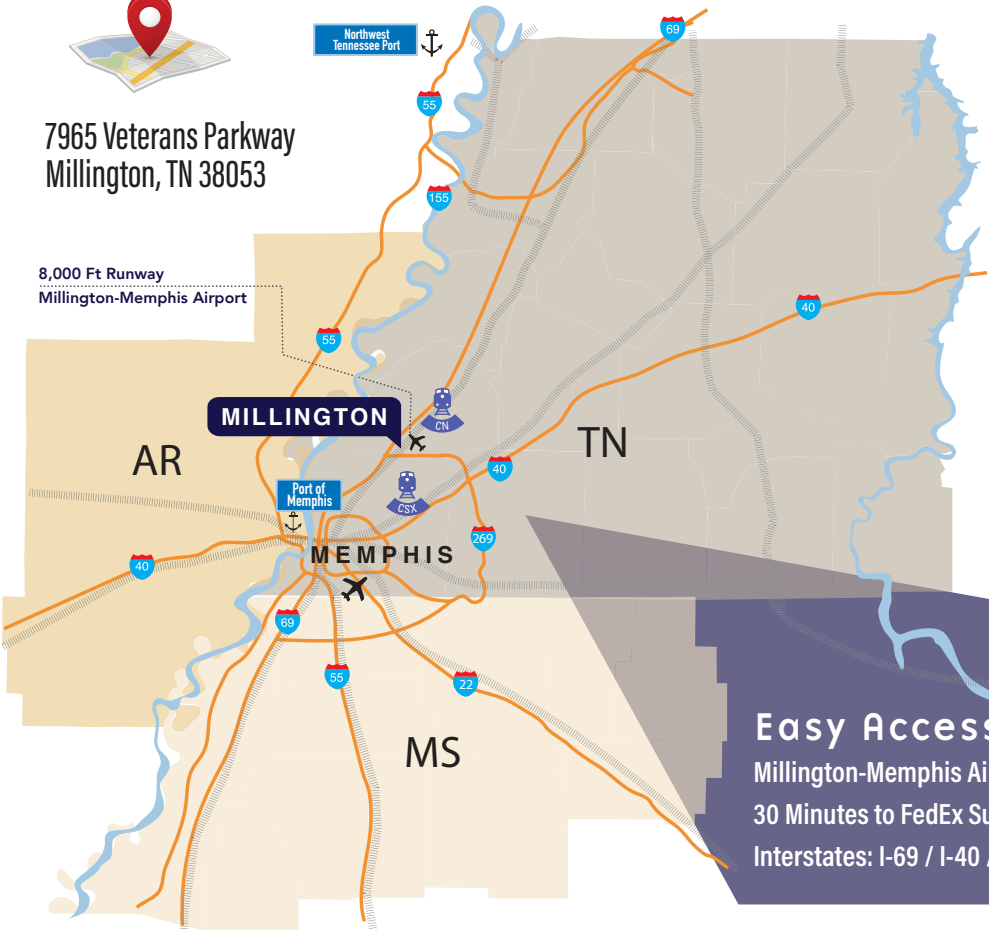 Northwest
Tennessee Port
69
55
7965 Veterans Parkway
Millington, TN 38053
155
8,000 Ft Runway
Millington-Memphis Airport
40
55
CN
MILLINGTON
TN
AR
40
CSX
Port of
Memphis
269
MEMPHIS
40
69
55
22
Easy Access
Millington-Memphis Ai
30 Minutes to FedEx Su
Interstates: I-69 / I-40 /
MS